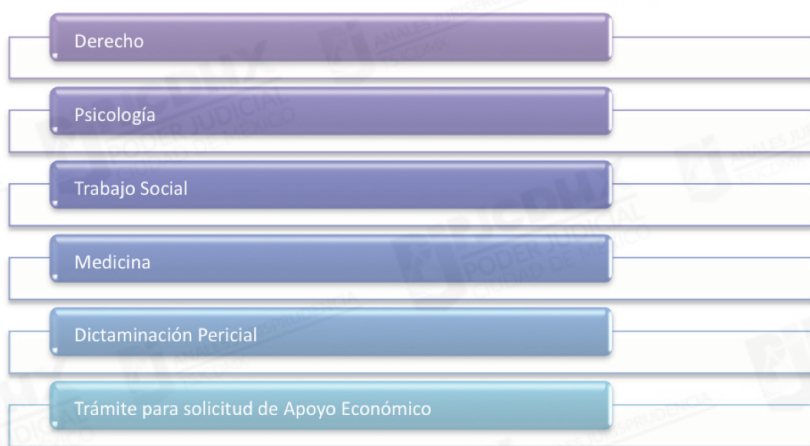 Derecho
Psicología
Trabajo Social
Medicina
Dictaminación Pericial
Trámite para solicitud de Apoyo Económico